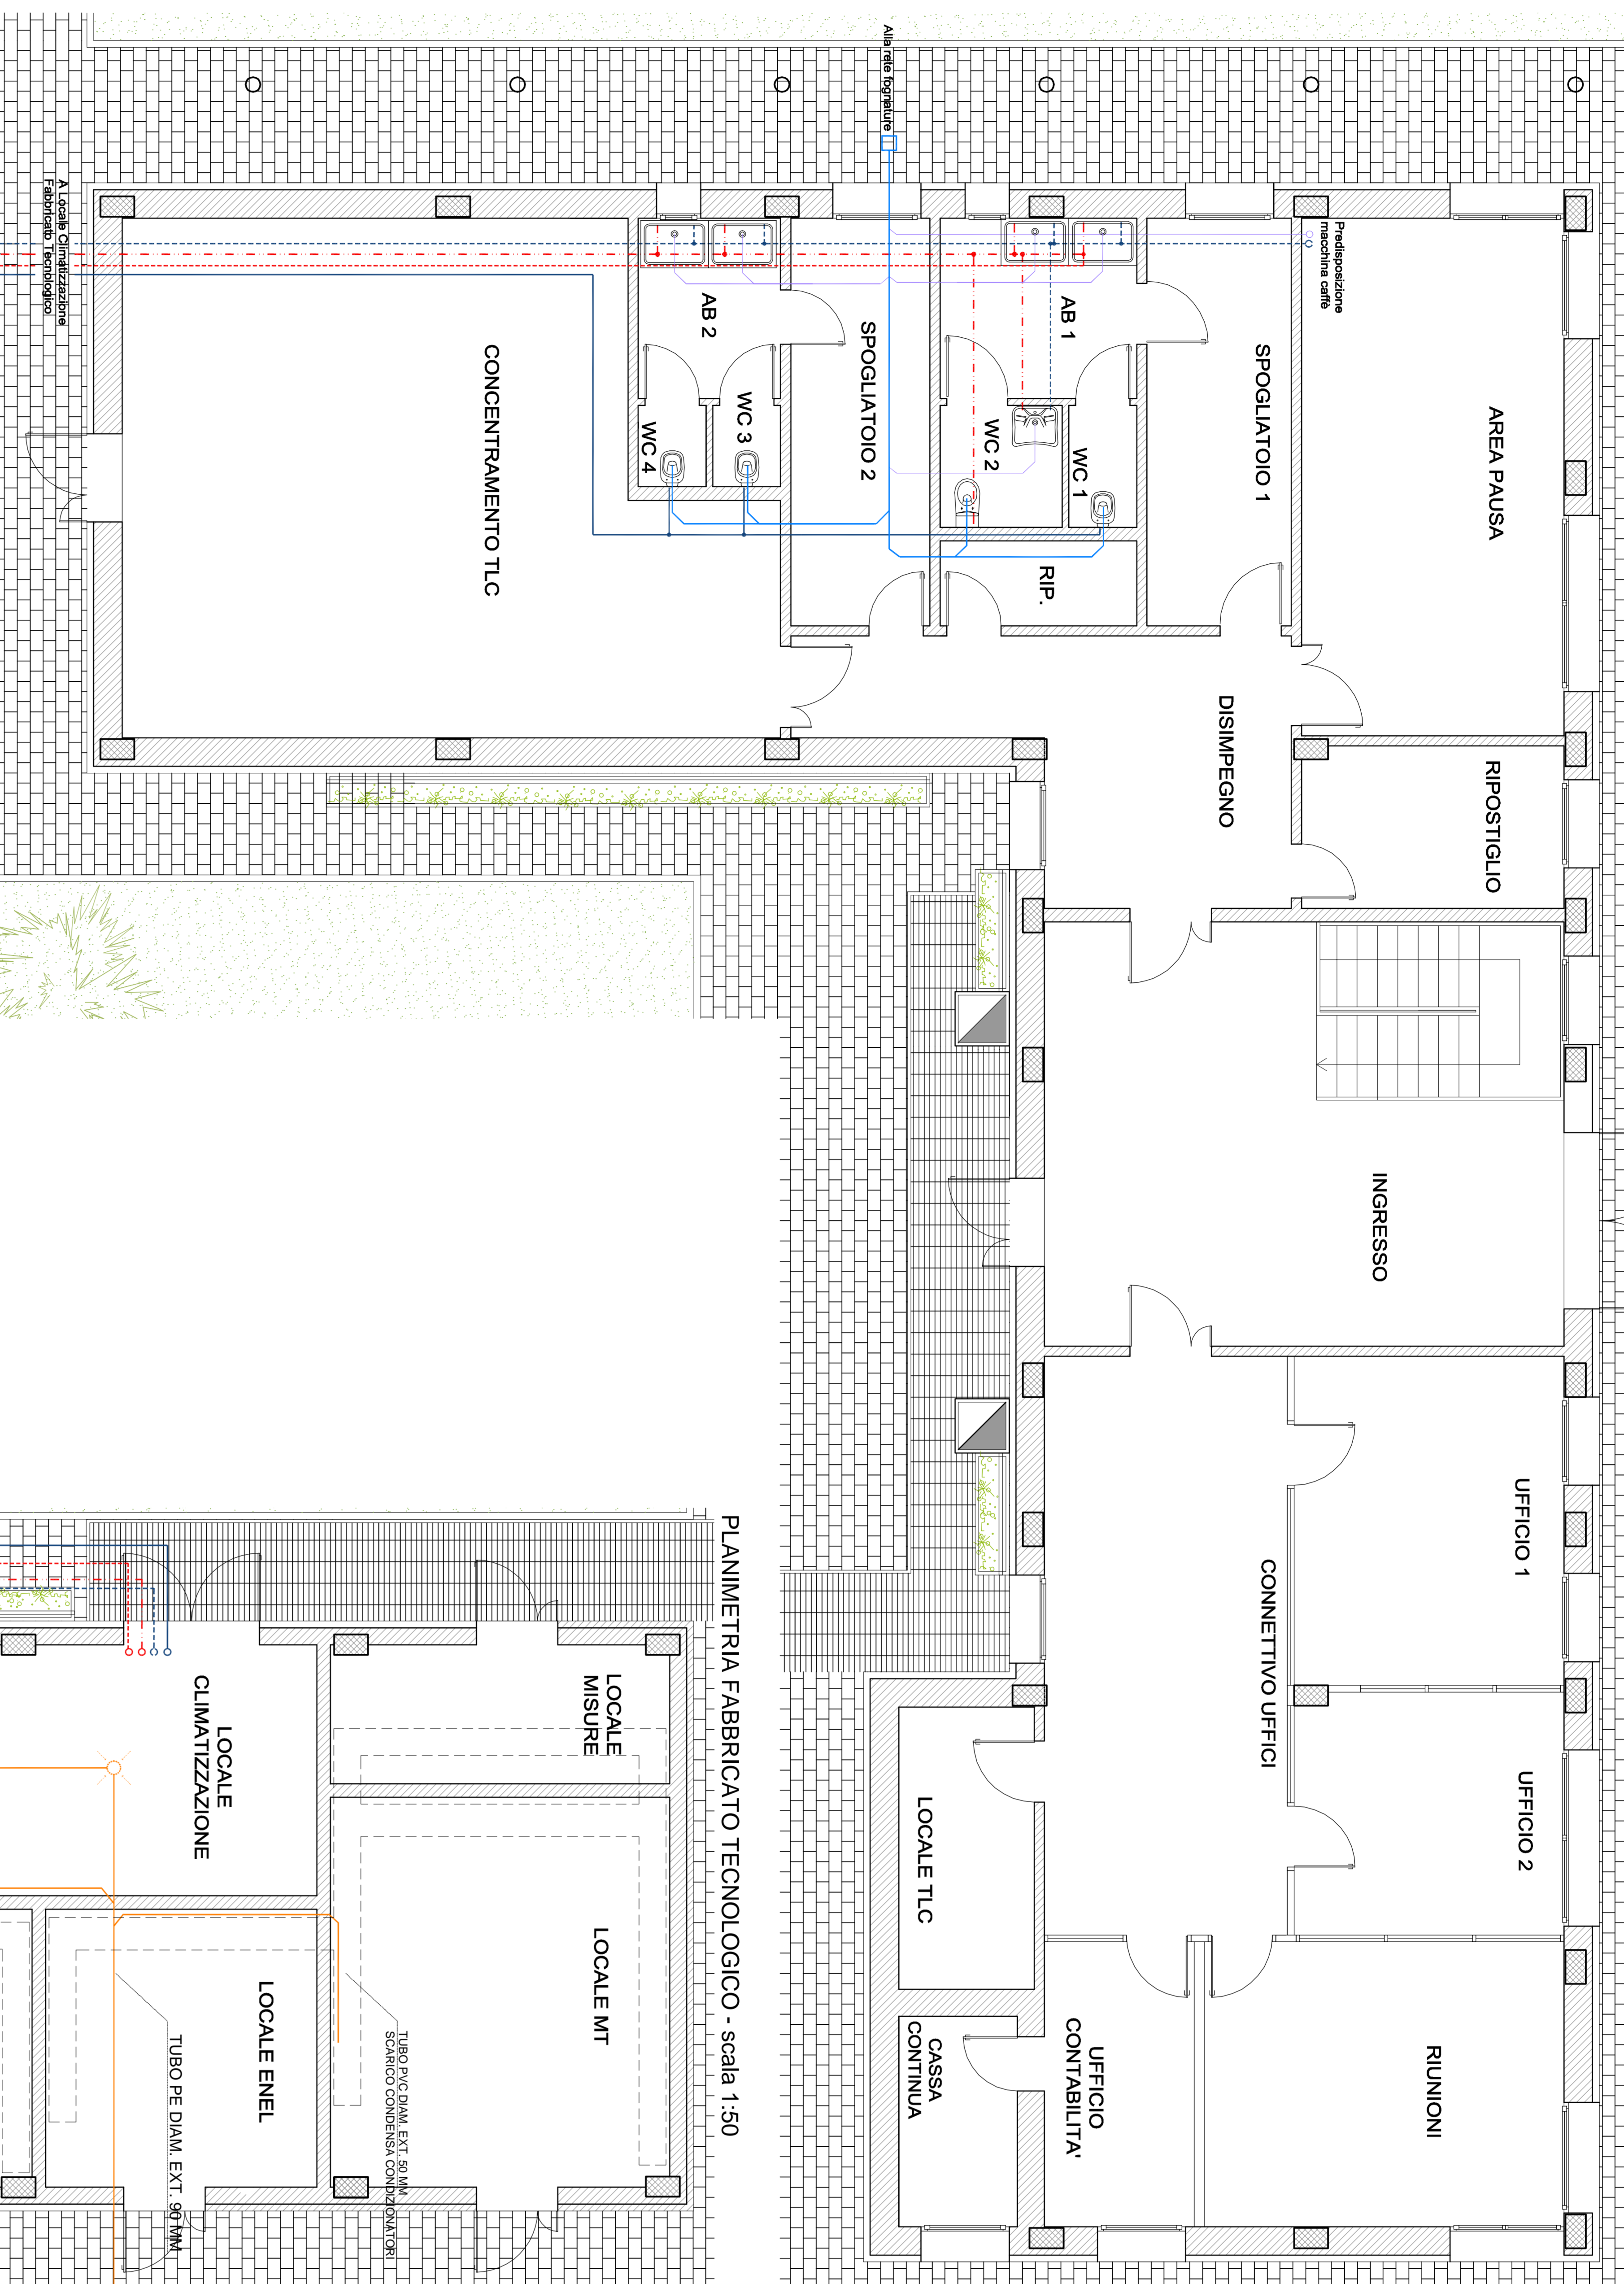 Alla rete fognature
Predisposizione
macchina caffè
AREA PAUSA
RIPOSTIGLIO
INGRESSO
UFFICIO 1
UFFICIO 2
RIUNIONI
SPOGLIATOIO 1
DISIMPEGNO
CONNETTIVO UFFICI
UFFICIO
CONTABILITA'
AB 1
WC 1
WC 2
RIP.
LOCALE TLC
CASSA
CONTINUA
SPOGLIATOIO 2
AB 2
WC 3
WC 4
CONCENTRAMENTO TLC
A Locale Climatizzazione
Fabbricato Tecnologico
PLANIMETRIA FABBRICATO TECNOLOGICO - scala 1:50
LOCALE
MISURE
LOCALE MT
TUBO PVC DIAM. EXT. 50 MM
SCARICO CONDENSA CONDIZIONATORI
LOCALE
CLIMATIZZAZIONE
LOCALE ENEL
TUBO PE DIAM. EXT. 90 MM